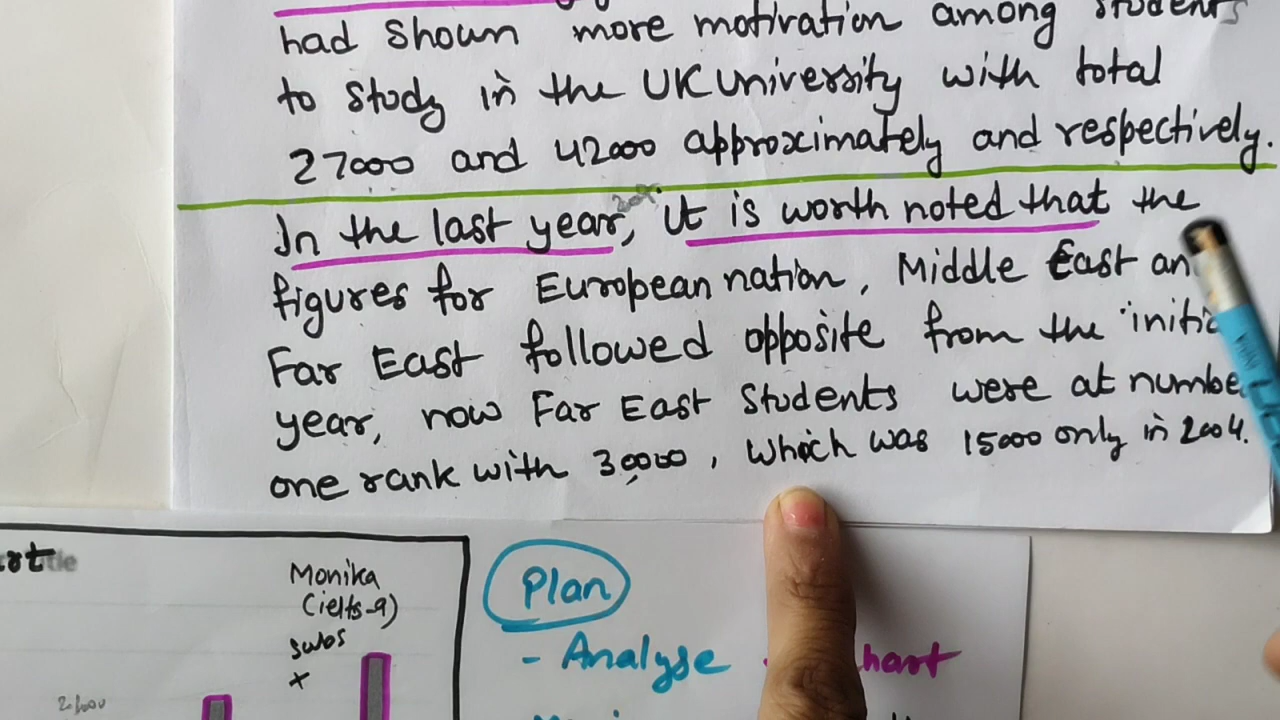 had shown more motivation among students
to study in the UK University with total
27000 and 42000 approximately and respectively.
In the last year, it is worth noted that the
figures for European nation, Middle East an
Far East followed opposite from the initi
year, now Far East Students were at numbe
one rank with 30,000, which was 15000 only in 2004.
Monika
(ielts-9)
subs
Plan
- Analyse
hart